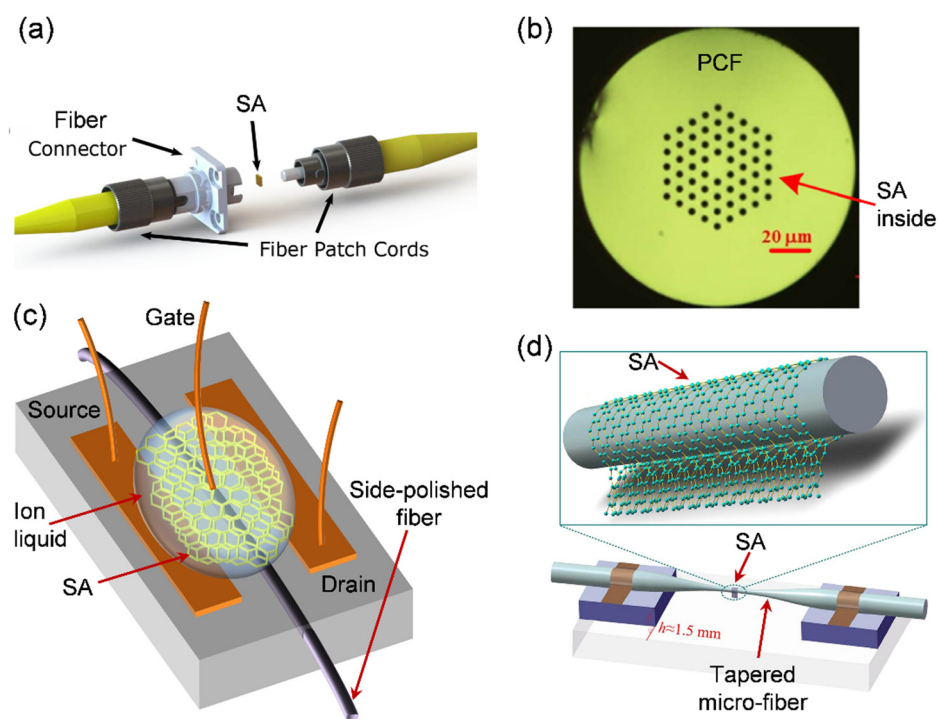 (a)
SA
Fiber
Connector
Fiber Patch Cords
(b)
PCF
SA
inside
20 μm
(c)
Gate
Source
Side-polished
fiber
Ion
liquid
SA
Drain
(d)
SA
SA
h≈1.5 mm
Tapered
micro-fiber